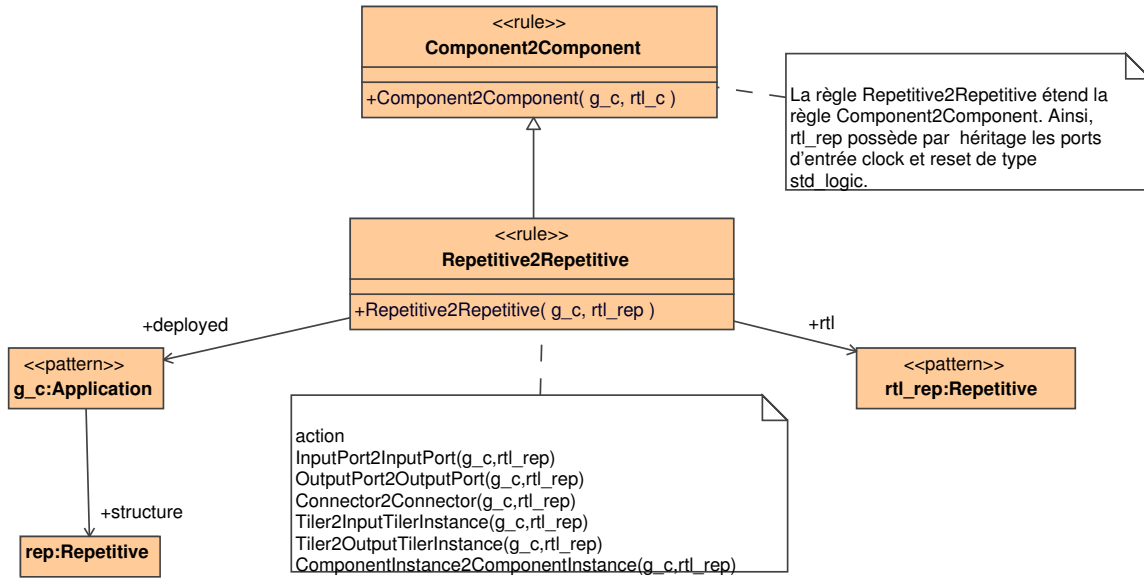 <<rule>>
Component2Component
+Component2Component( g_c, rtl_c )
La règle Repetitive2Repetitive étend la
règle Component2Component. Ainsi,
rtl_rep possède par héritage les ports
d'entrée clock et reset de type
std_logic.
<<rule>>
Repetitive2Repetitive
+Repetitive2Repetitive( g_c, rtl_rep )
+deployed
+rtl
<<pattern>>
g_c:Application
<<pattern>>
rtl_rep:Repetitive
action
InputPort2InputPort(g_c,rtl_rep)
OutputPort2OutputPort(g_c,rtl_rep)
Connector2Connector(g_c,rtl_rep)
Tiler2InputTilerInstance(g_c,rtl_rep)
Tiler2OutputTilerInstance(g_c,rtl_rep)
ComponentInstance2ComponentInstance(g_c,rtl_rep)
+structure
rep:Repetitive